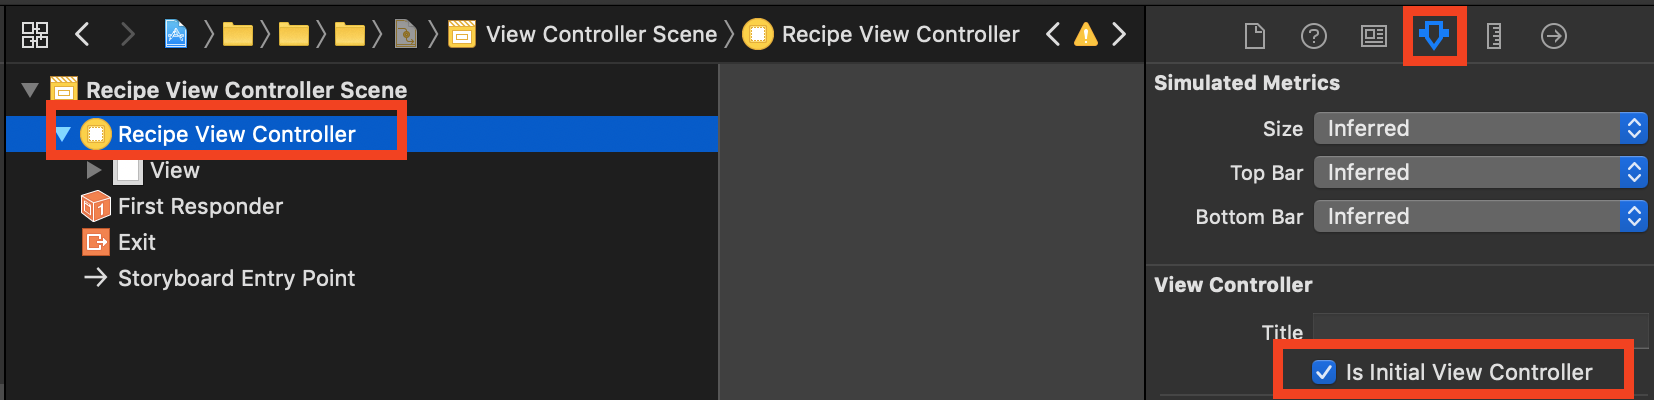 View Controller Scene
Recipe View Controller
Recipe View Controller Scene
Recipe View Controller
View
First Responder
Exit
Storyboard Entry Point
Simulated Metrics
Size Inferred
Top Bar Inferred
Bottom Bar Inferred
View Controller
Title
Is Initial View Controller